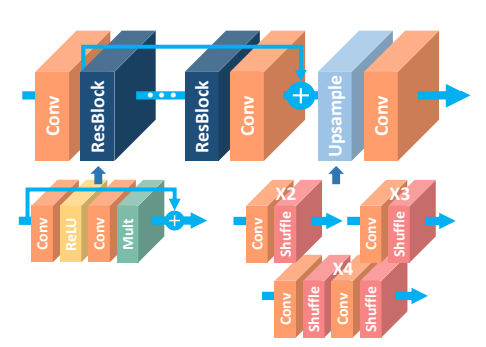 Conv
ResBlock
ResBlock
Conv
+
Upsample
Conv
Conv
ReLU
Conv
Mult
+
X2
Conv
Shuffle
X3
Conv
Shuffle
X4
Conv
Shuffle
Conv
Shuffle